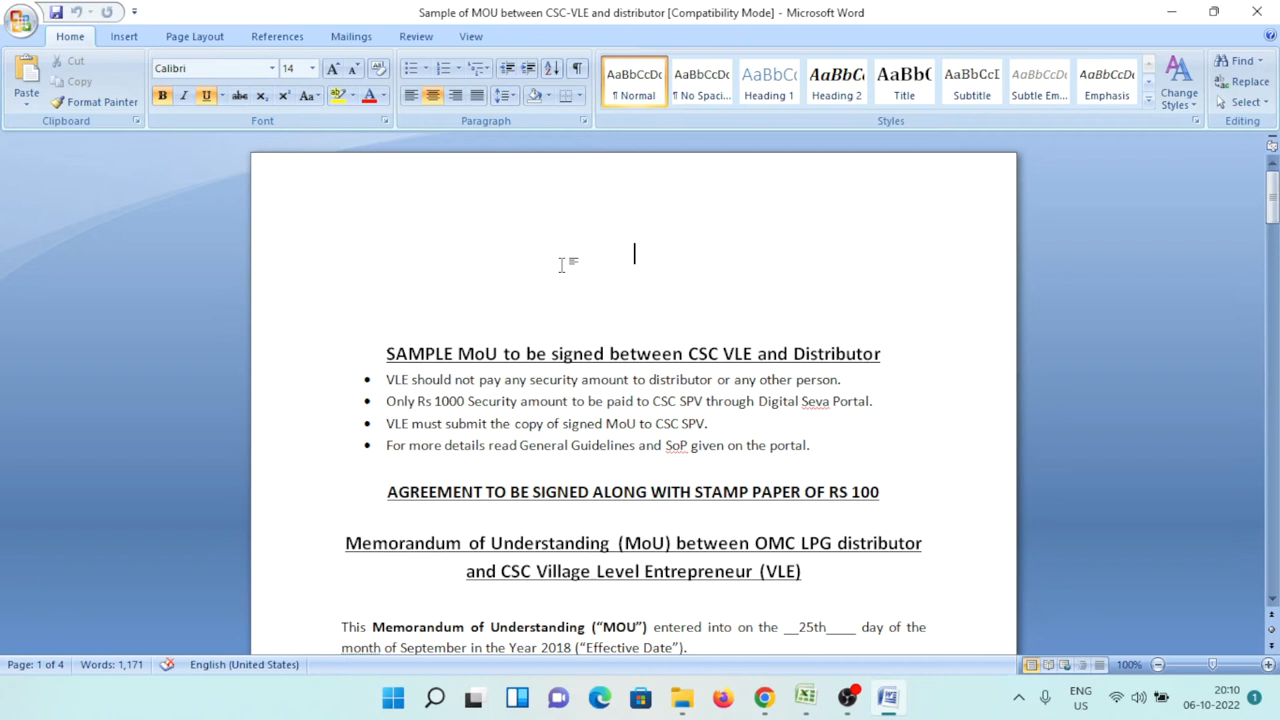 Sample of MOU between CSC-VLE and distributor [Compatibility Mode] - Microsoft Word
Home Insert Page Layout References Mailings Review View
Paste
Cut
Copy
Format Painter
Clipboard
Calibri 14
B I U abc X₂ X² Aa
Font
Paragraph
AaBbCcDc AaBbCcDc AaBbCc AaBbCc AaBbC AaBbCcI AaBbCcDc AaBbCcDc
¶ Normal ¶ No Spaci... Heading 1 Heading 2 Title Subtitle Subtle Em... Emphasis
Change Styles
Styles
Find
Replace
Select
Editing
SAMPLE MoU to be signed between CSC VLE and Distributor
• VLE should not pay any security amount to distributor or any other person.
• Only Rs 1000 Security amount to be paid to CSC SPV through Digital Seva Portal.
• VLE must submit the copy of signed MoU to CSC SPV.
• For more details read General Guidelines and SoP given on the portal.
AGREEMENT TO BE SIGNED ALONG WITH STAMP PAPER OF RS 100
Memorandum of Understanding (MoU) between OMC LPG distributor
and CSC Village Level Entrepreneur (VLE)
This Memorandum of Understanding (“MOU”) entered into on the __25th____ day of the
month of September in the Year 2018 (“Effective Date”).
Page: 1 of 4 Words: 1,171 English (United States) 100%
ENG
US
20:10
06-10-2022
1